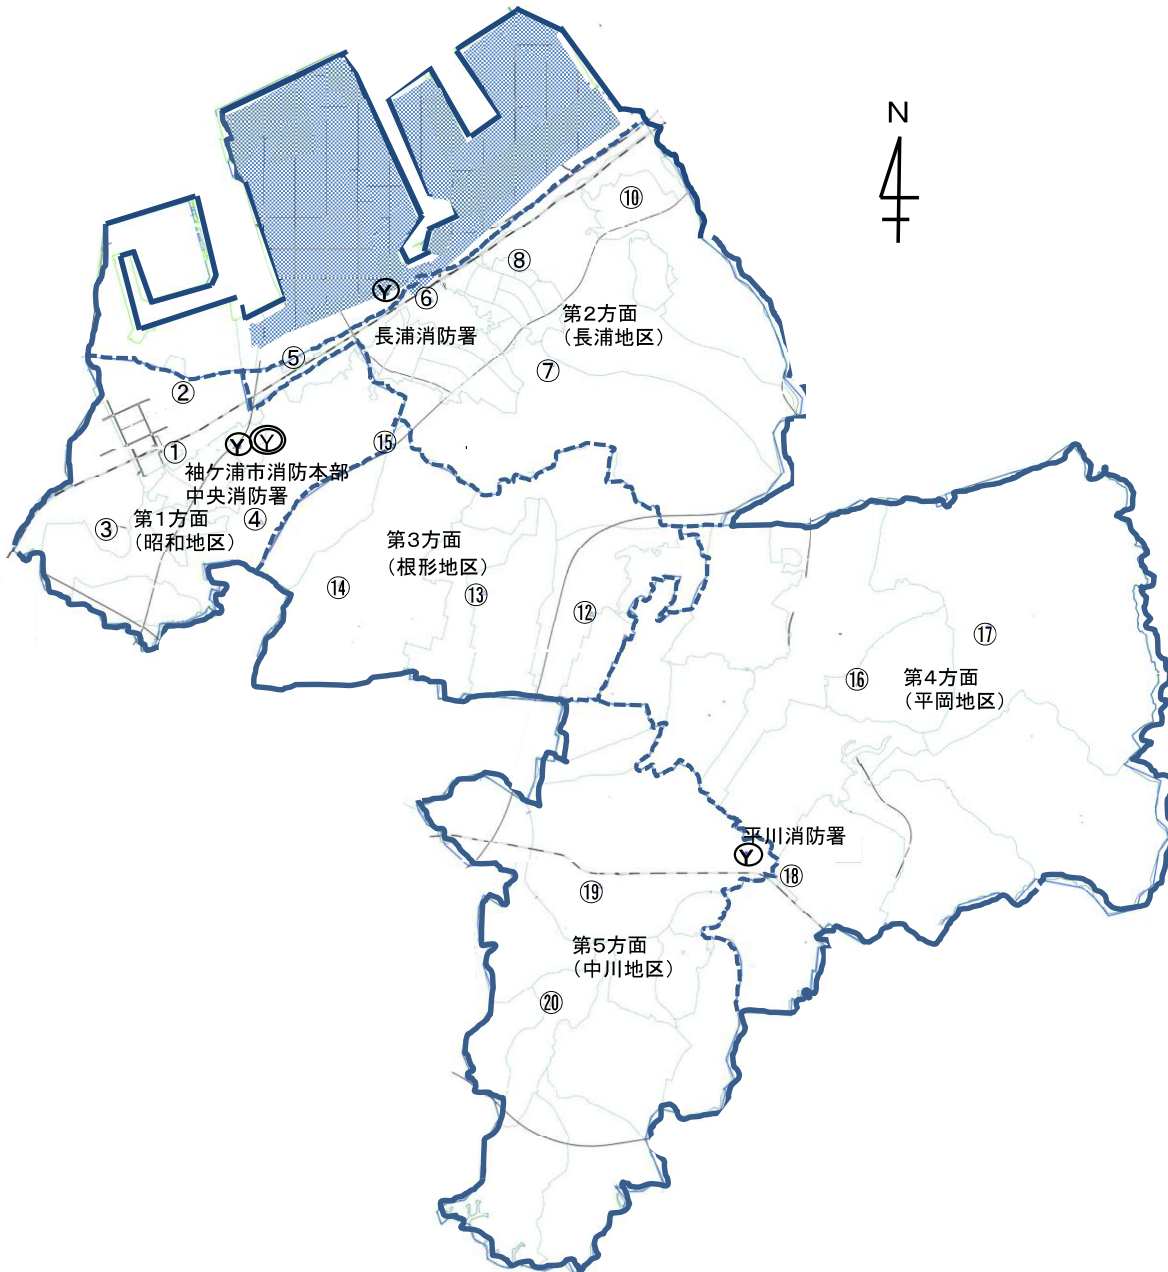 N
⑩
⑧
⑥
長浦消防署
第2方面
（長浦地区）
⑦
⑤
②
①
⑮
袖ケ浦市消防本部
中央消防署
③
第1方面
（昭和地区）
④
第3方面
（根形地区）
⑭
⑬
⑫
⑰
⑯
第4方面
（平岡地区）
平川消防署
⑱
⑲
第5方面
（中川地区）
⑳